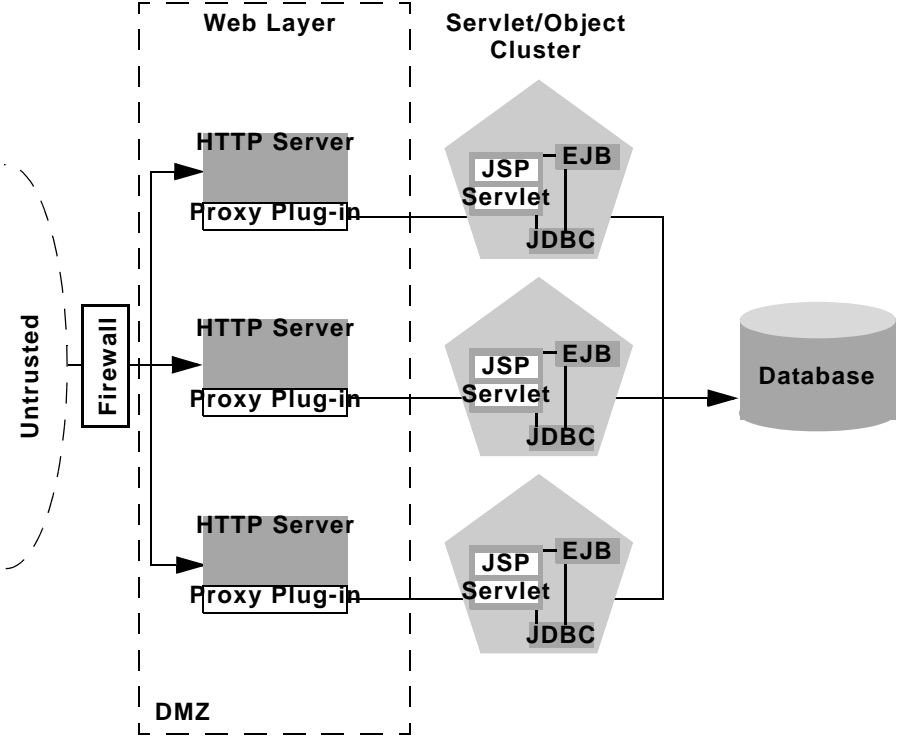 Web Layer
Servlet/Object
Cluster
HTTP Server
Proxy Plug-in
JSP
Servlet
EJB
JDBC
Untrusted
Firewall
HTTP Server
Proxy Plug-in
JSP
Servlet
EJB
JDBC
Database
HTTP Server
Proxy Plug-in
JSP
Servlet
EJB
JDBC
DMZ